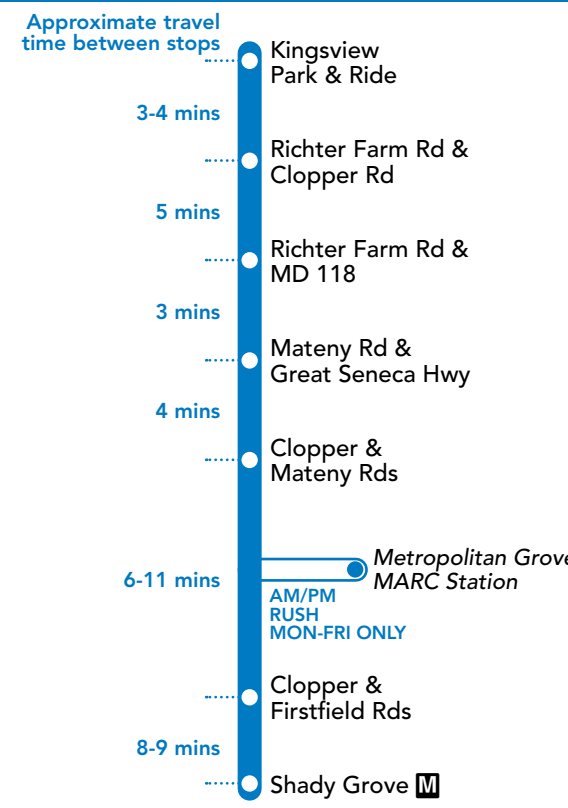 Approximate travel
time between stops
Kingsview
Park & Ride
3-4 mins
Richter Farm Rd &
Clopper Rd
5 mins
Richter Farm Rd &
MD 118
3 mins
Mateny Rd &
Great Seneca Hwy
4 mins
Clopper &
Mateny Rds
6-11 mins
Metropolitan Grove
MARC Station
AM/PM
RUSH
MON-FRI ONLY
Clopper &
Firstfield Rds
8-9 mins
Shady Grove M